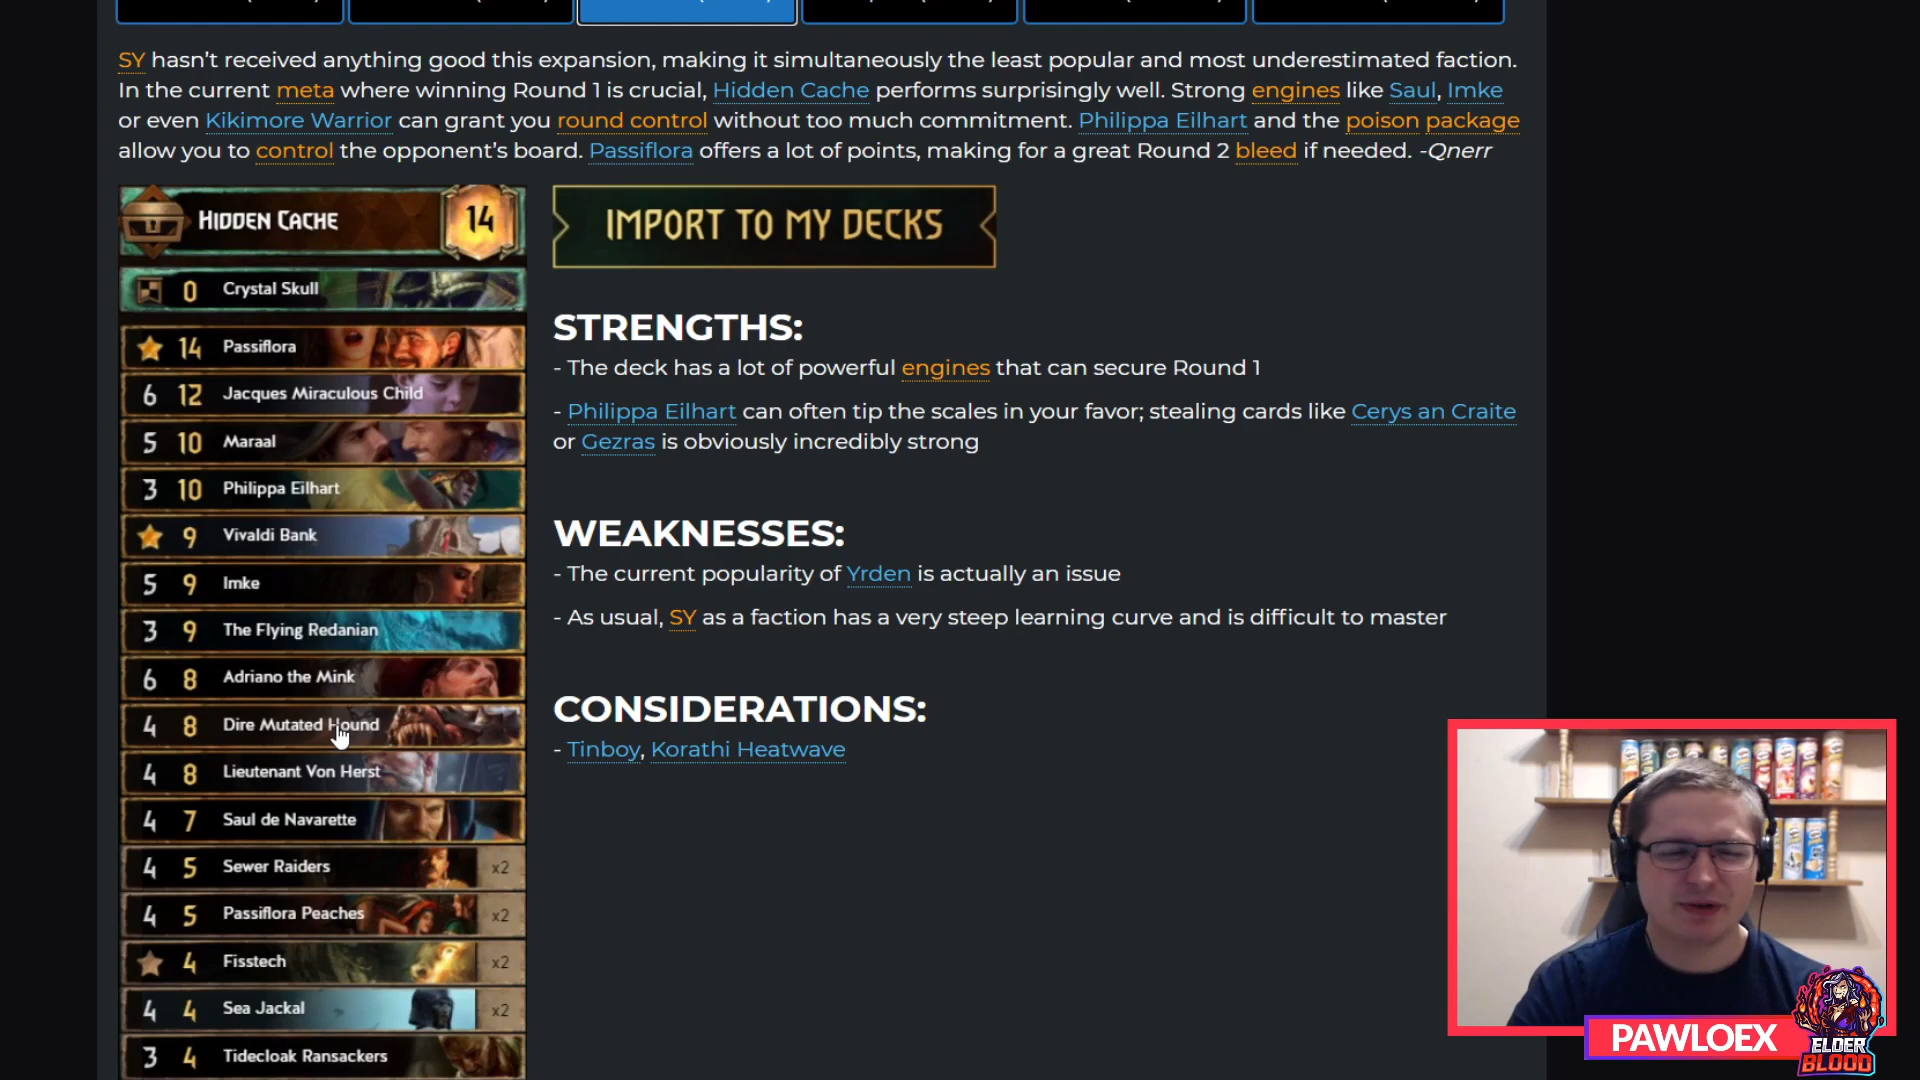 SY hasn't received anything good this expansion, making it simultaneously the least popular and most underestimated faction.
In the current meta where winning Round 1 is crucial, Hidden Cache performs surprisingly well. Strong engines like Saul, Imke
or even Kikimore Warrior can grant you round control without too much commitment. Philippa Eilhart and the poison package
allow you to control the opponent's board. Passiflora offers a lot of points, making for a great Round 2 bleed if needed. -Qnerr
HIDDEN CACHE 14
0 Crystal Skull
14 Passiflora
6 12 Jacques Miraculous Child
5 10 Maraal
3 10 Philippa Eilhart
9 Vivaldi Bank
5 9 Imke
3 9 The Flying Redanian
6 8 Adriano the Mink
4 8 Dire Mutated Hound
4 8 Lieutenant Von Herst
4 7 Saul de Navarette
4 5 Sewer Raiders x2
4 5 Passiflora Peaches x2
4 Fisstech x2
4 4 Sea Jackal x2
3 4 Tidecloak Ransackers
IMPORT TO MY DECKS
STRENGTHS:
- The deck has a lot of powerful engines that can secure Round 1
- Philippa Eilhart can often tip the scales in your favor; stealing cards like Cerys an Craite
or Gezras is obviously incredibly strong
WEAKNESSES:
- The current popularity of Yrden is actually an issue
- As usual, SY as a faction has a very steep learning curve and is difficult to master
CONSIDERATIONS:
- Tinboy, Korathi Heatwave
PAWLOEX
ELDER
BLOOD